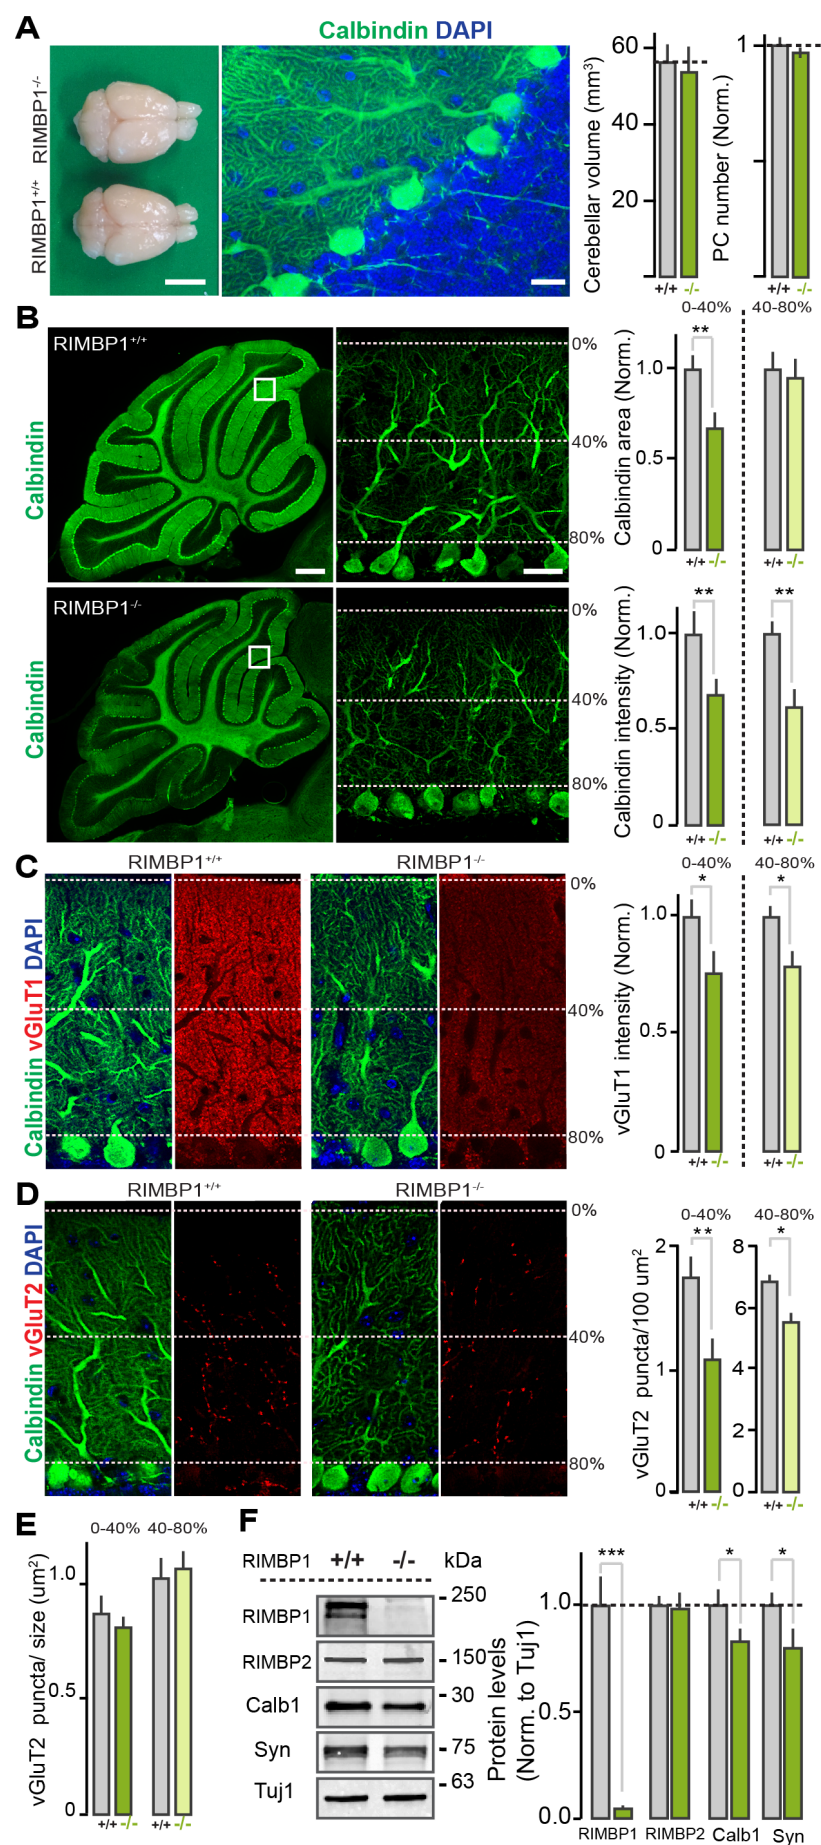 A
Calbindin DAPI
RIMBP1-/-
RIMBP1+/+
Cerebellar volume (mm3)
60
40
20
+/+ -/-
PC number (Norm.)
1
+/+ -/-
B
RIMBP1+/+
Calbindin
0%
40%
80%
0-40%
40-80%
Calbindin area (Norm.)
1.0
0.5
0
**
+/+ -/-
+/+ -/-
RIMBP1-/-
Calbindin
0%
40%
80%
Calbindin intensity (Norm.)
1.0
0.5
0
**
**
+/+ -/-
+/+ -/-
C
RIMBP1+/+
RIMBP1-/-
Calbindin vGluT1 DAPI
0%
40%
80%
0-40%
40-80%
vGluT1 intensity (Norm.)
1.0
0.5
0
*
*
+/+ -/-
+/+ -/-
D
RIMBP1+/+
RIMBP1-/-
Calbindin vGluT2 DAPI
0%
40%
80%
0-40%
40-80%
vGluT2 puncta/100 um2
2
1
0
**
8
6
4
2
0
*
+/+ -/-
+/+ -/-
E
0-40% 40-80%
vGluT2 puncta/ size (um2)
1.0
0.5
0
+/+ -/-
+/+ -/-
F
RIMBP1 +/+ -/- kDa
RIMBP1
- 250
RIMBP2
- 150
Calb1
- 30
Syn
- 75
Tuj1
- 63
Protein levels
(Norm. to Tuj1)
1.0
0.5
0.0
***
*
*
RIMBP1 RIMBP2 Calb1 Syn